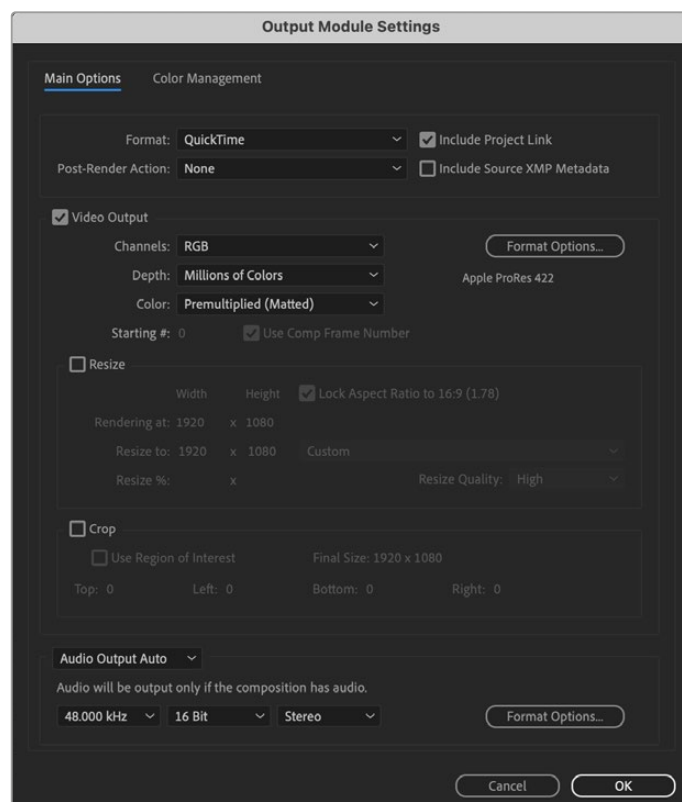 Output Module Settings
Main Options Color Management
Format: QuickTime Include Project Link
Post-Render Action: None Include Source XMP Metadata
Video Output
Channels: RGB Format Options...
Depth: Millions of Colors Apple ProRes 422
Color: Premultiplied (Matted)
Starting #: 0 Use Comp Frame Number
Resize
Width Height Lock Aspect Ratio to 16:9 (1.78)
Rendering at: 1920 x 1080
Resize to: 1920 x 1080 Custom
Resize %: x Resize Quality: High
Crop
Use Region of Interest Final Size: 1920 x 1080
Top: 0 Left: 0 Bottom: 0 Right: 0
Audio Output Auto
Audio will be output only if the composition has audio.
48.000 kHz 16 Bit Stereo Format Options...
Cancel OK